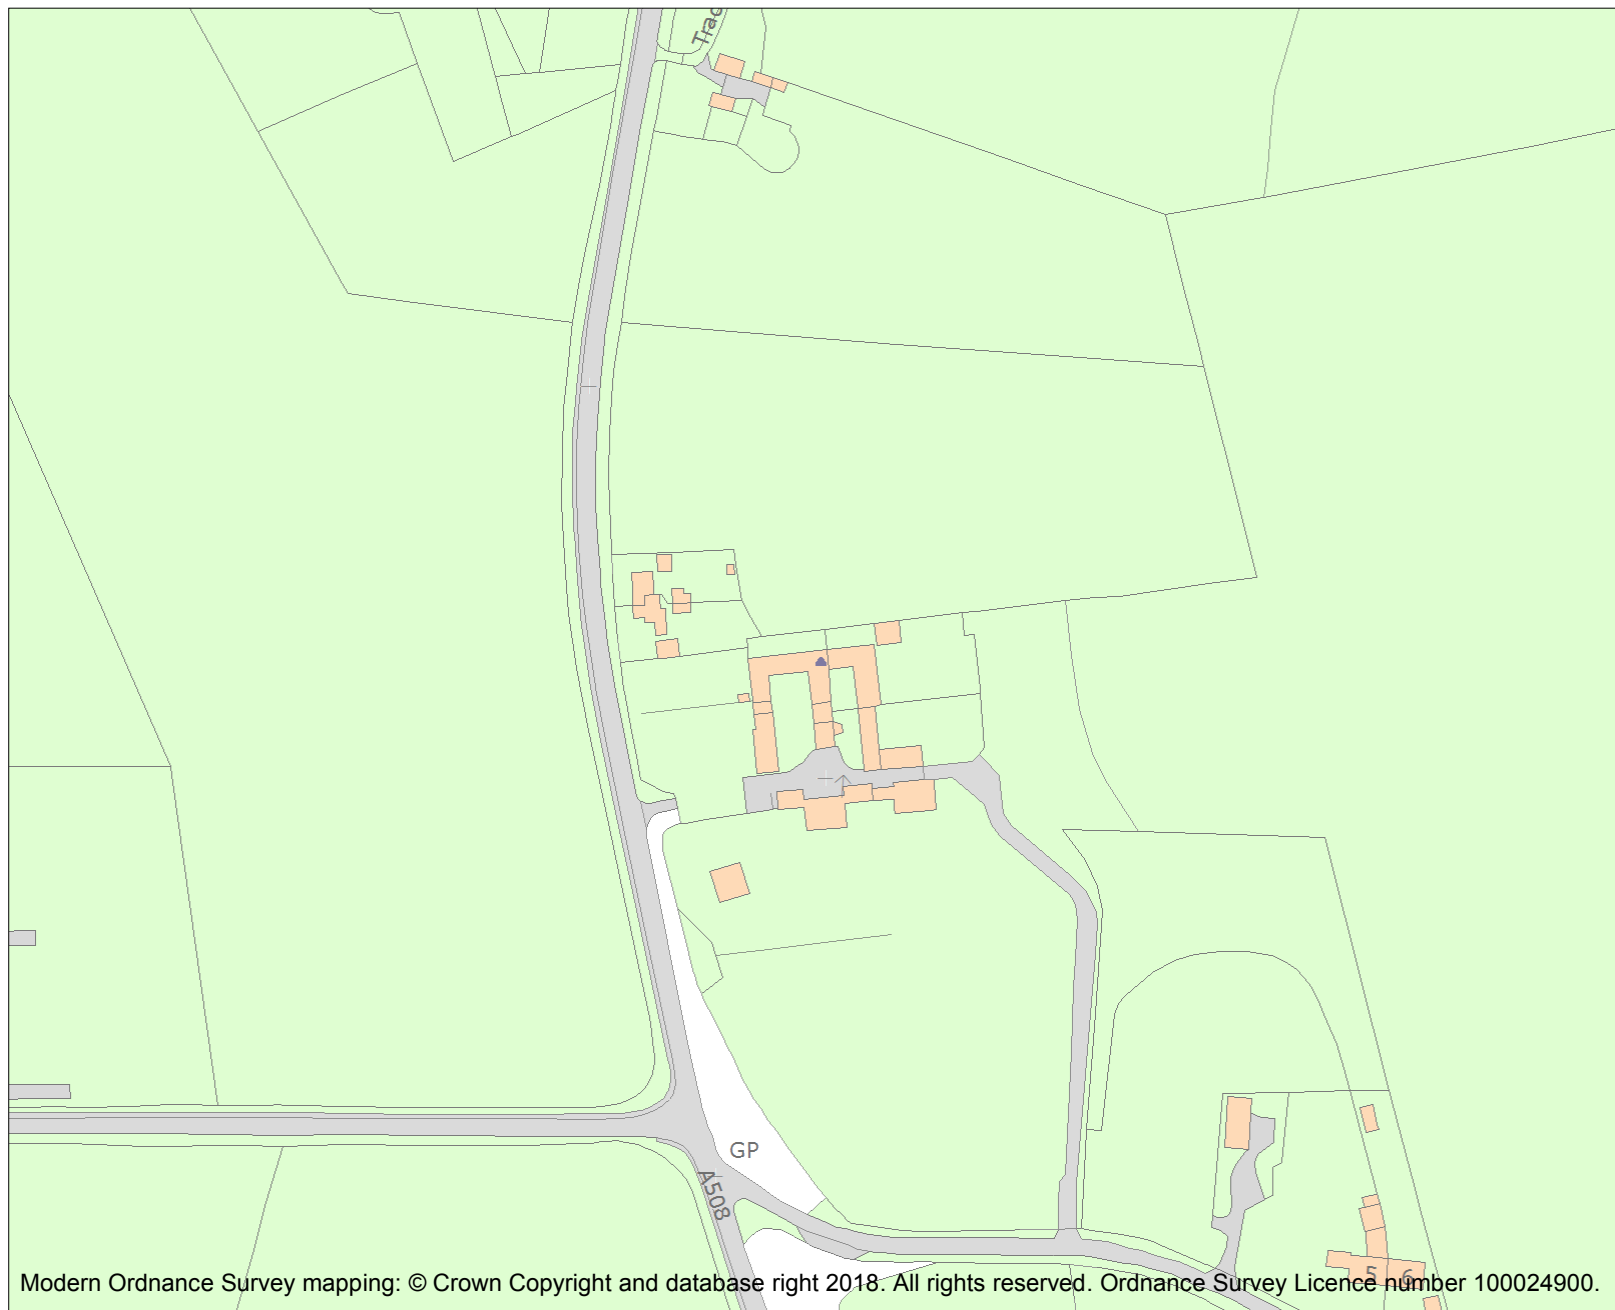 Trac
GP
A508
5 6
Modern Ordnance Survey mapping: © Crown Copyright and database right 2018. All rights reserved. Ordnance Survey Licence number 100024900.